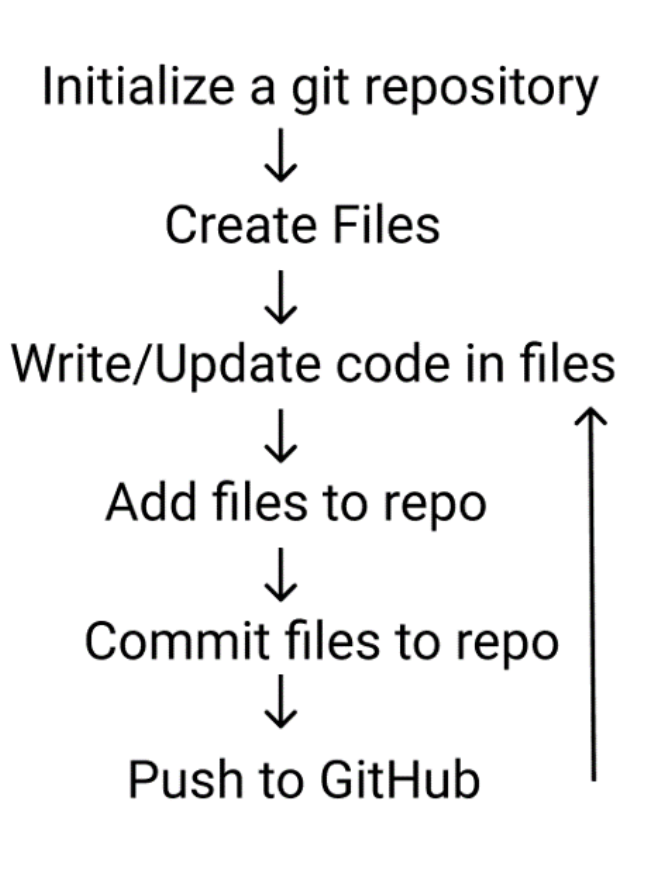 Initialize a git repository
Create Files
Write/Update code in files
Add files to repo
Commit files to repo
Push to GitHub